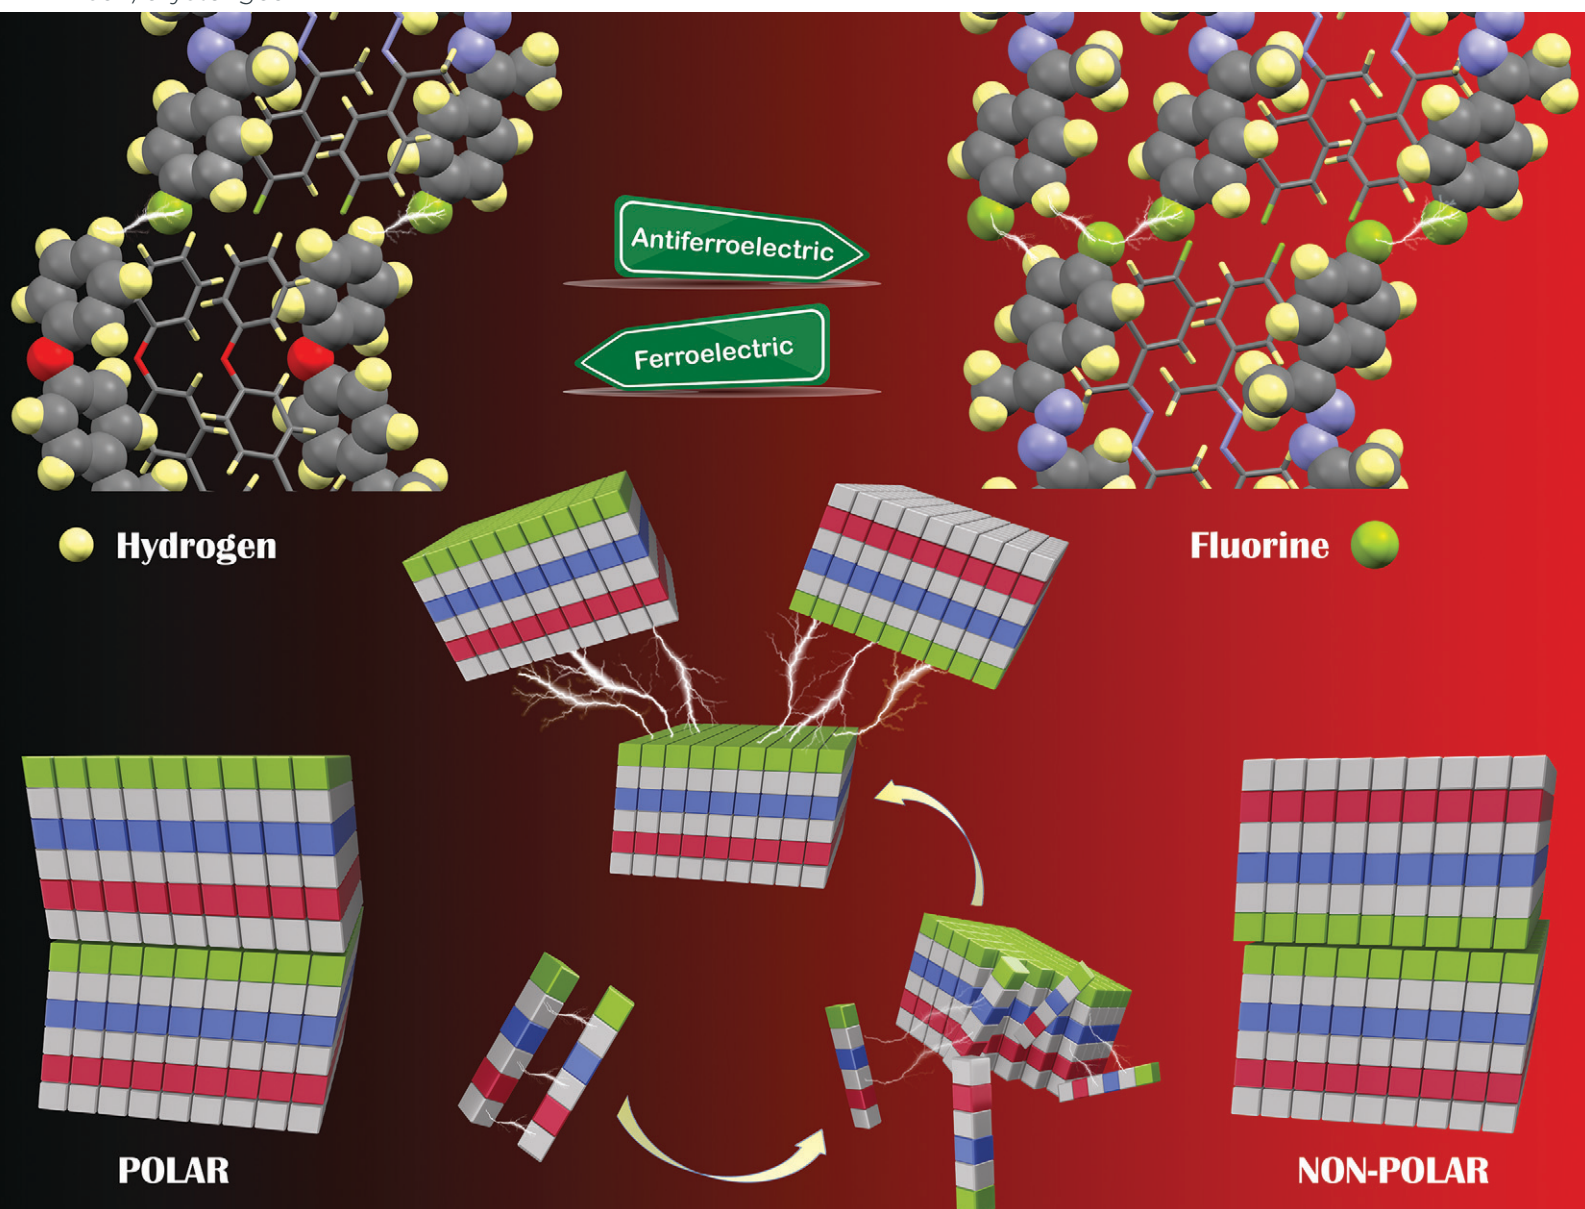 Antiferroelectric
Ferroelectric
Hydrogen
Fluorine
POLAR
NON-POLAR